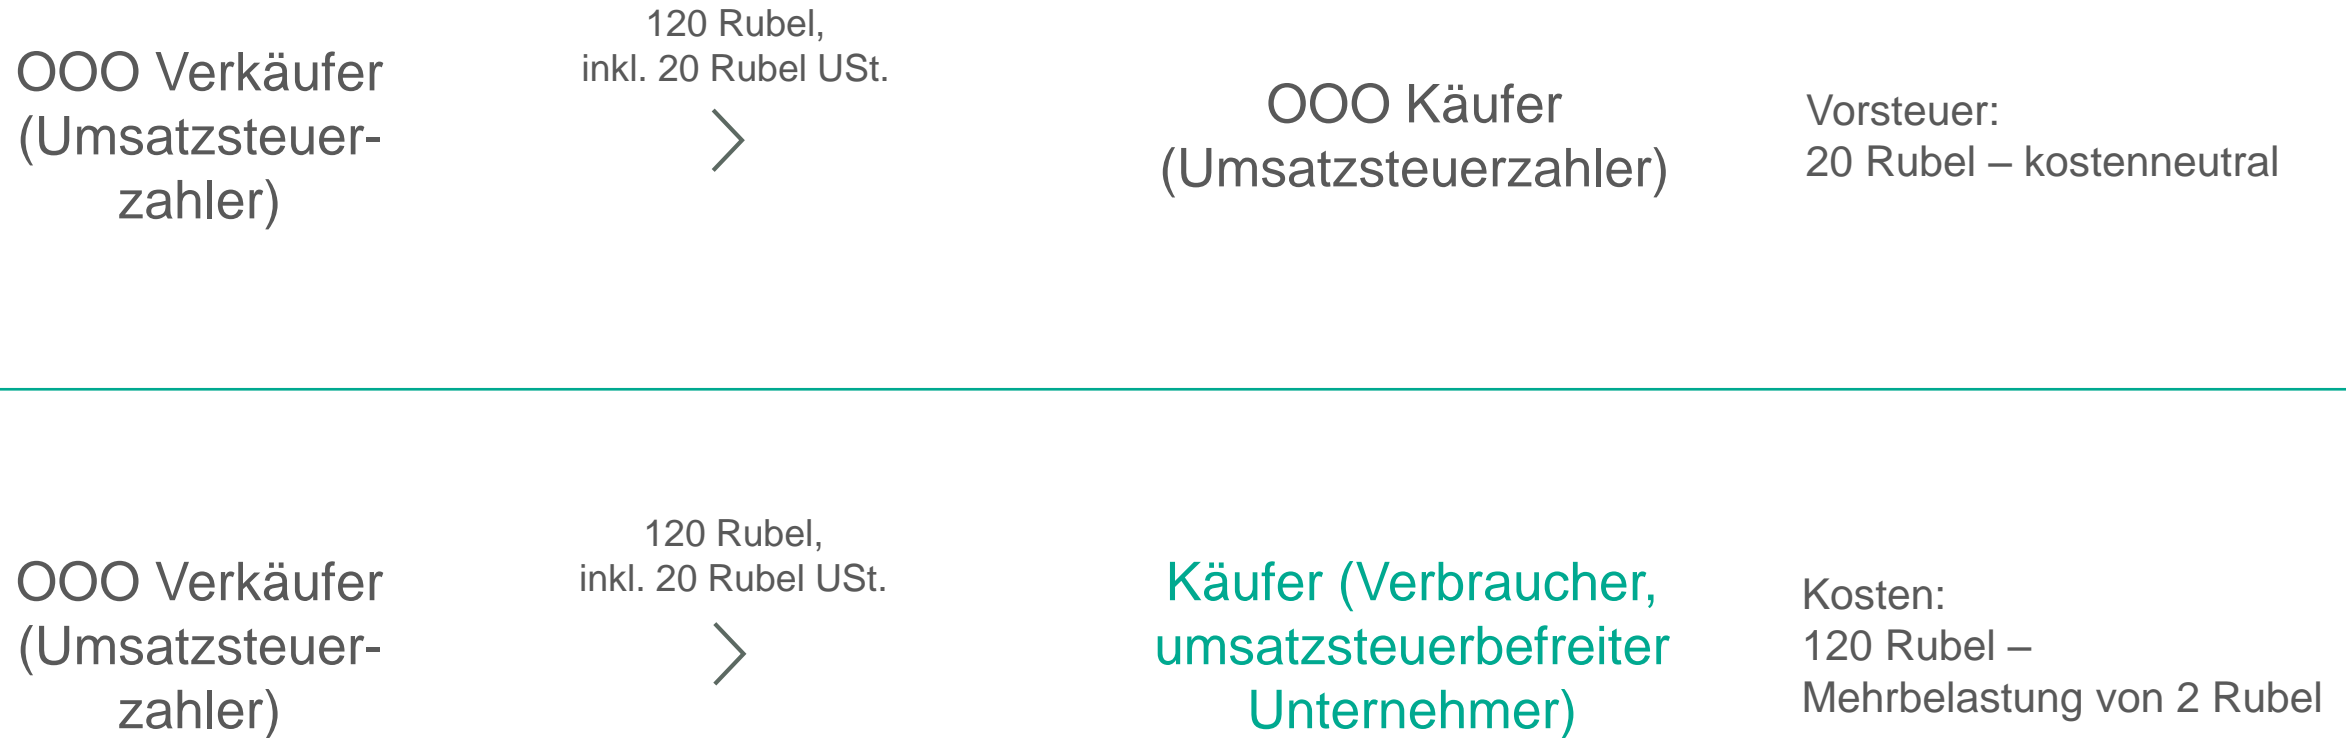 OOO Verkäufer
(Umsatzsteuer-
zahler)
120 Rubel,
inkl. 20 Rubel USt.
OOO Käufer
(Umsatzsteuerzahler)
Vorsteuer:
20 Rubel – kostenneutral
OOO Verkäufer
(Umsatzsteuer-
zahler)
120 Rubel,
inkl. 20 Rubel USt.
Käufer (Verbraucher,
umsatzsteuerbefreiter
Unternehmer)
Kosten:
120 Rubel –
Mehrbelastung von 2 Rubel